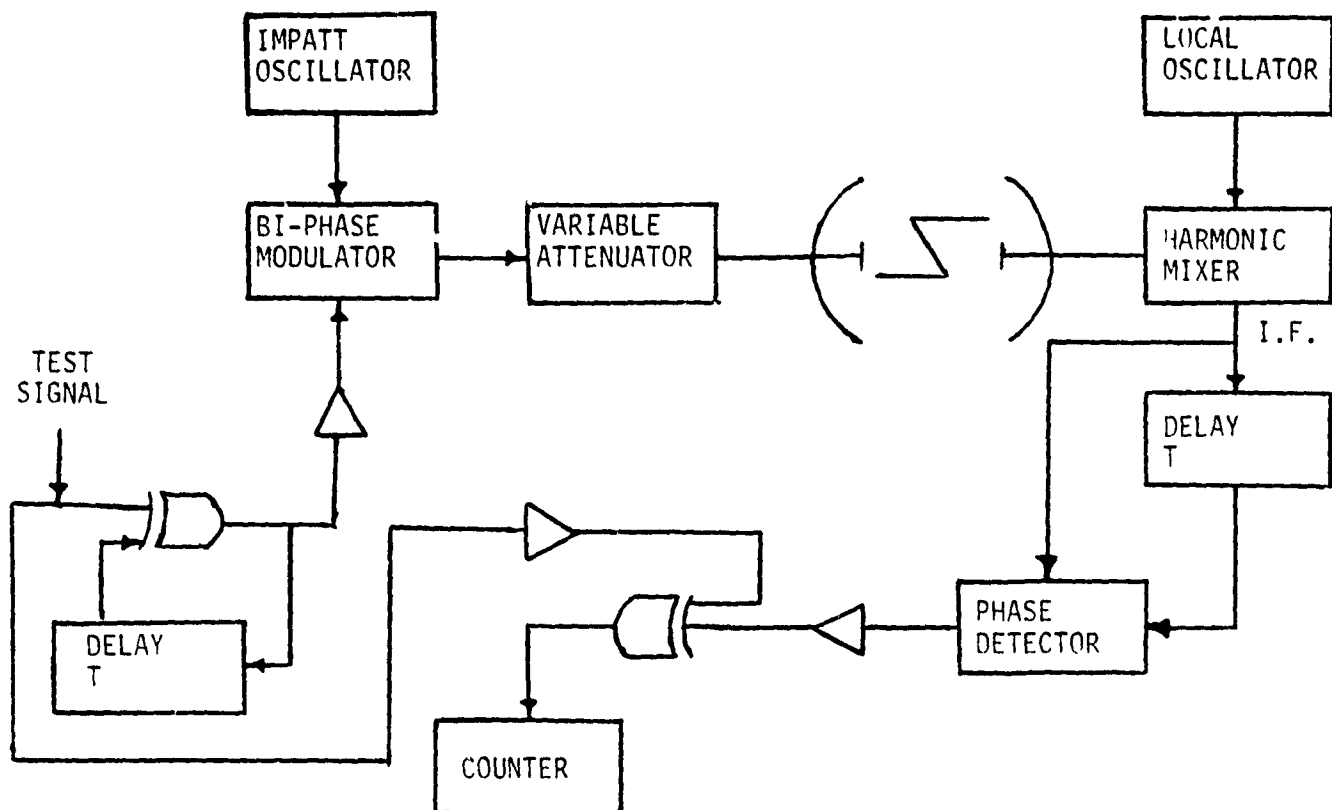 IMPATT
OSCILLATOR
LOCAL
OSCILLATOR
BI-PHASE
MODULATOR
VARIABLE
ATTENUATOR
HARMONIC
MIXER
I.F.
TEST
SIGNAL
DELAY
T
DELAY
T
PHASE
DETECTOR
COUNTER